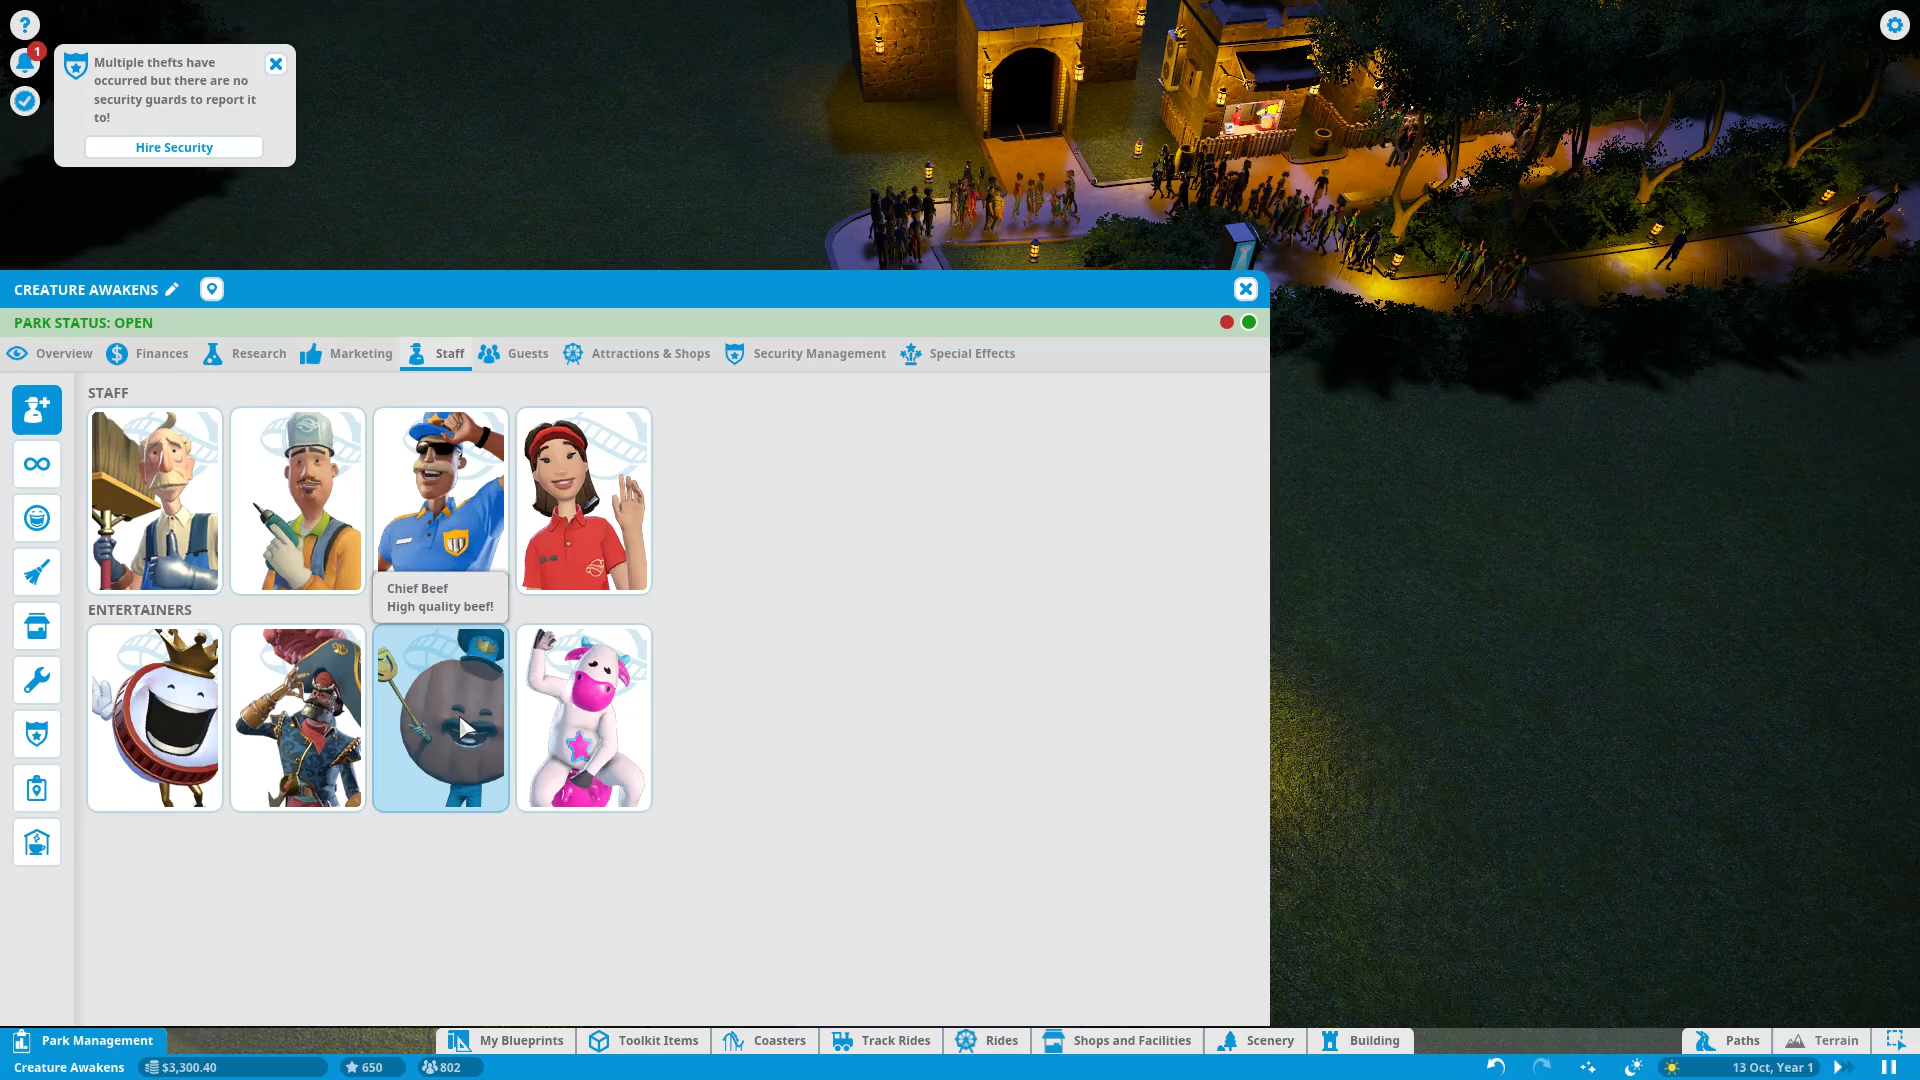 ?
1
Multiple thefts have
occurred but there are no
security guards to report it
to!
Hire Security
CREATURE AWAKENS
PARK STATUS: OPEN
Overview
Finances
Research
Marketing
Staff
Guests
Attractions & Shops
Security Management
Special Effects
STAFF
Chief Beef
High quality beef!
ENTERTAINERS
Park Management
My Blueprints
Toolkit Items
Coasters
Track Rides
Rides
Shops and Facilities
Scenery
Building
Paths
Terrain
Creature Awakens
$3,300.40
650
802
13 Oct, Year 1